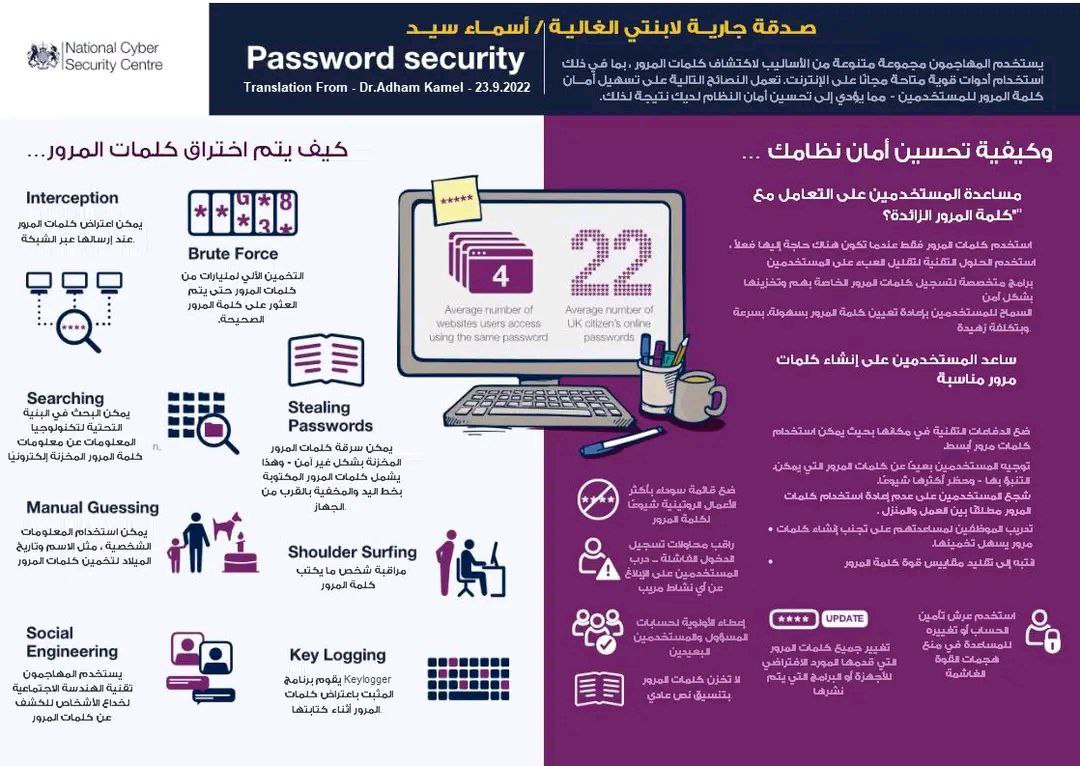 National Cyber
Security Centre
صدقة جارية لابنتي الغالية / أسماء سيد
Password security
Translation From - Dr.Adham Kamel - 23.9.2022
يستخدم المهاجمون مجموعة متنوعة من الأساليب لاكتشاف كلمات المرور ، بما في ذلك
استخدام أدوات قوية متاحة مجانًا على الإنترنت. تعمل النصائح التالية على تسهيل أمان
كلمة المرور للمستخدمين - مما يؤدي إلى تحسين أمان النظام لديك نتيجة لذلك.
كيف يتم اختراق كلمات المرور...
Interception
يمكن اعتراض كلمات المرور
عند إرسالها عبر الشبكة.
****
* * G * 8
* 3
Brute Force
التخمين الآلي لمليارات من
كلمات المرور حتى يتم
العثور على كلمة المرور
الصحيحة.
Searching
يمكن البحث في البنية
التحتية لتكنولوجيا
المعلومات عن معلومات
كلمة المرور المخزنة إلكترونيًا
n.
Stealing
Passwords
يمكن سرقة كلمات المرور
المخزنة بشكل غير آمن - وهذا
يشمل كلمات المرور المكتوبة
بخط اليد والمخفية بالقرب من
الجهاز.
Manual Guessing
يمكن استخدام المعلومات
الشخصية ، مثل الاسم وتاريخ
الميلاد لتخمين كلمات المرور
Shoulder Surfing
مراقبة شخص ما يكتب
كلمة المرور
Social
Engineering
يستخدم المهاجمون
تقنية الهندسة الاجتماعية
لخداع الأشخاص للكشف
عن كلمات المرور
Key Logging
يقوم برنامج Keylogger
المثبت باعتراض كلمات
المرور أثناء كتابتها.
*****
4
Average number of
websites users access
using the same password
22
Average number of
UK citizen's online
passwords
وكيفية تحسين أمان نظامك ...
مساعدة المستخدمين على التعامل مع
"كلمة المرور الزائدة؟"
استخدم كلمات المرور فقط عندما تكون هناك حاجة إليها فعلاً ،
استخدم الحلول التقنية لتقليل العبء على المستخدمين
برامج متخصصة لتسجيل كلمات المرور الخاصة بهم وتخزينها
بشكل آمن
السماح للمستخدمين بإعادة تعيين كلمة المرور بسهولة، بسرعة
وبتكلفة زهيدة.
ساعد المستخدمين على إنشاء كلمات
مرور مناسبة
ضع الدفاعات التقنية في مكانها بحيث يمكن استخدام
كلمات مرور أبسط.
توجيه المستخدمين بعيدًا عن كلمات المرور التي يمكن
التنبؤ بها - وحظر أكثرها شيوعًا.
شجع المستخدمين على عدم إعادة استخدام كلمات
المرور مطلقًا بين العمل والمنزل .
• تدريب الموظفين لمساعدتهم على تجنب إنشاء كلمات
مرور يسهل تخمينها.
• انتبه إلى تقليد مقاييس قوة كلمة المرور
****
ضع قائمة سوداء بأكثر
الأعمال الروتينية شيوعًا
لكلمة المرور
راقب محاولات تسجيل
الدخول الفاشلة ... درب
المستخدمين على الإبلاغ
عن أي نشاط مريب
إعطاء الأولوية لحسابات
المسؤول والمستخدمين
البعيدين
لا تخزن كلمات المرور
بتنسيق نص عادي
**** UPDATE
تغيير جميع كلمات المرور
التي قدمها المورد الافتراضي
للأجهزة أو البرامج التي يتم
نشرها
استخدم عرش تأمين
الحساب أو تغييره
للمساعدة في منع
هجمات القوة
الغاشمة